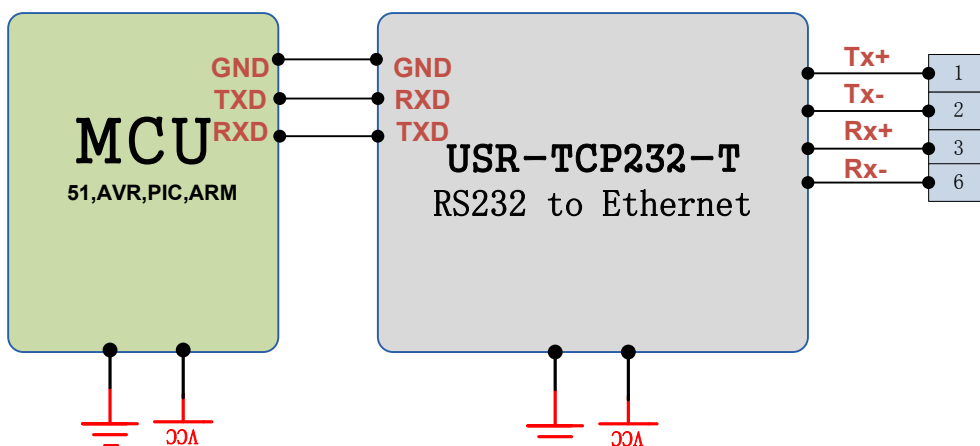 GND
TXD
RXD
MCU
51,AVR,PIC,ARM
GND
RXD
TXD
USR-TCP232-T
RS232 to Ethernet
Tx+
Tx-
Rx+
Rx-
1
2
3
6
VCC
VCC